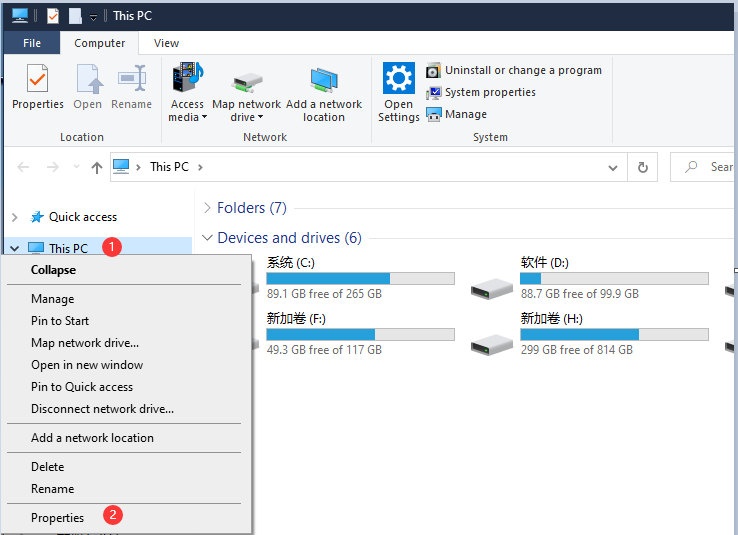 This PC
File Computer View
Properties Open Rename Access media Map network drive Add a network location Open Settings Uninstall or change a program
System properties
Manage
Location Network System
This PC
Quick access
This PC 1
Folders (7)
Devices and drives (6)
系统 (C:)
89.1 GB free of 265 GB
软件 (D:)
88.7 GB free of 99.9 GB
新加卷 (F:)
49.3 GB free of 117 GB
新加卷 (H:)
299 GB free of 814 GB
Collapse
Manage
Pin to Start
Map network drive...
Open in new window
Pin to Quick access
Disconnect network drive...
Add a network location
Delete
Rename
Properties 2